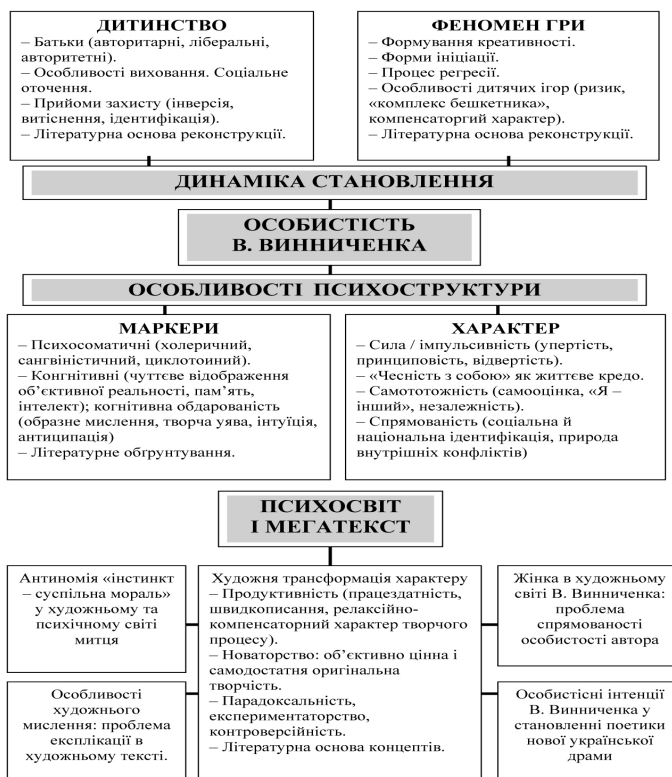 ДИТИНСТВО
– Батьки (авторитарні, ліберальні,
авторитетні).
– Особливості виховання. Соціальне
оточення.
– Прийоми захисту (інверсія,
витіснення, ідентифікація).
– Літературна основа реконструкції.
ФЕНОМЕН ГРИ
– Формування креативності.
– Форми ініціації.
– Процес регресії.
– Особливості дитячих ігор (ризик,
«комплекс бешкетника»,
компенсаторгий характер).
– Літературна основа реконструкції.
ДИНАМІКА СТАНОВЛЕННЯ
ОСОБИСТІСТЬ
В. ВИННИЧЕНКА
ОСОБЛИВОСТІ ПСИХОСТРУКТУРИ
МАРКЕРИ
– Психосоматичні (холеричний,
сангвіністичний, циклотоиний).
– Конгнітивні (чуттєве відображення
об’єктивної реальності, пам’ять,
інтелект); когнітивна обдарованість
(образне мислення, творча уява, інтуїція,
антиципація)
– Літературне обґрунтування.
ХАРАКТЕР
– Сила / імпульсивність (упертість,
принциповість, відвертість).
– «Чесність з собою» як життєве кредо.
– Самототожність (самооцінка, «Я –
інший», незалежність).
– Спрямованість (соціальна й
національна ідентифікація, природа
внутрішніх конфліктів)
ПСИХОСВІТ
І МЕГАТЕКСТ
Антиномія «інстинкт
– суспільна мораль»
у художньому та
психічному світі
митця
Художня трансформація характеру
– Продуктивність (працездатність,
швидкописання, релаксійно-
компенсаторний характер творчого
процесу).
– Новаторство: об’єктивно цінна і
самодостатня оригінальна
творчість.
– Парадоксальність,
експериментаторство,
контроверсійність.
– Літературна основа концептів.
Жінка в художньому
світі В. Винниченка:
проблема
спрямованості
особистості автора
Особливості
художнього
мислення: проблема
експлікації в
художньому тексті.
Особистісні інтенції
В. Винниченка у
становленні поетики
нової української
драми